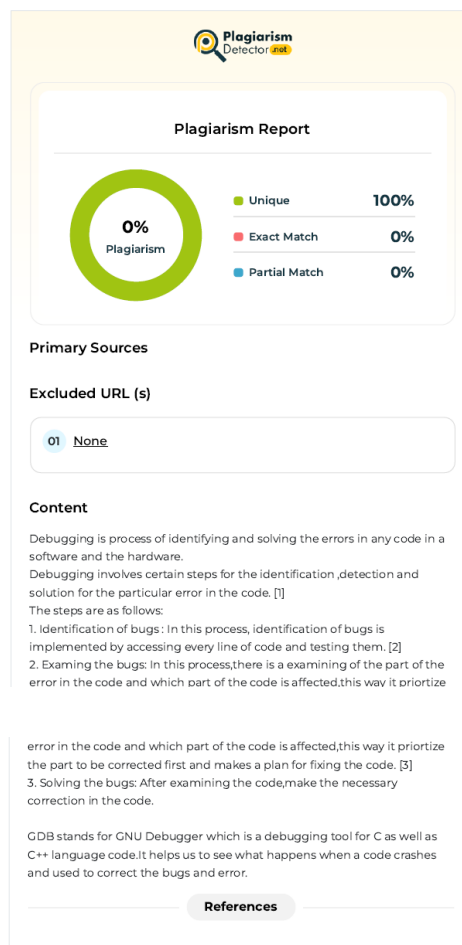 Plagiarism
Detector.net
Plagiarism Report
0%
Plagiarism
Unique 100%
Exact Match 0%
Partial Match 0%
Primary Sources
Excluded URL (s)
01 None
Content
Debugging is process of identifying and solving the errors in any code in a
software and the hardware.
Debugging involves certain steps for the identification ,detection and
solution for the particular error in the code. [1]
The steps are as follows:
1. Identification of bugs : In this process, identification of bugs is
implemented by accessing every line of code and testing them. [2]
2. Examing the bugs: In this process,there is a examining of the part of the
error in the code and which part of the code is affected,this way it priortize
error in the code and which part of the code is affected,this way it priortize
the part to be corrected first and makes a plan for fixing the code. [3]
3. Solving the bugs: After examining the code,make the necessary
correction in the code.
GDB stands for GNU Debugger which is a debugging tool for C as well as
C++ language code.It helps us to see what happens when a code crashes
and used to correct the bugs and error.
References